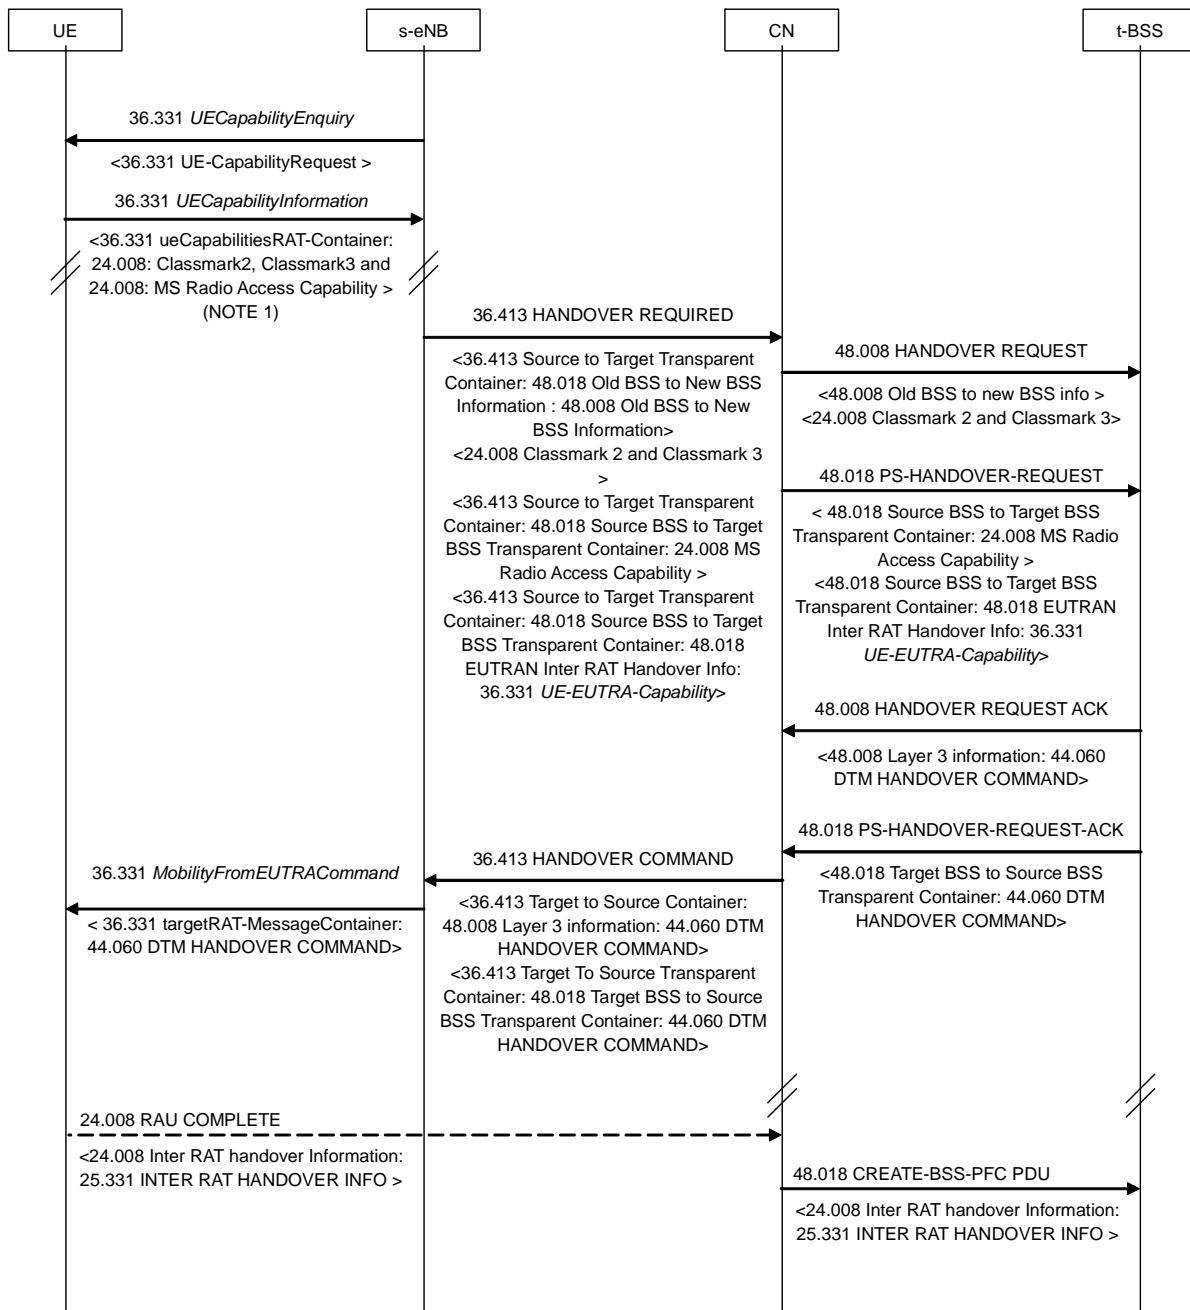 UE
s-eNB
CN
t-BSS
36.331 UECapabilityEnquiry
<36.331 UE-CapabilityRequest >
36.331 UECapabilityInformation
<36.331 ueCapabilitiesRAT-Container:
24.008: Classmark2, Classmark3 and
24.008: MS Radio Access Capability >
(NOTE 1)
36.413 HANDOVER REQUIRED
<36.413 Source to Target Transparent
Container: 48.018 Old BSS to New BSS
Information : 48.008 Old BSS to New
BSS Information>
<24.008 Classmark 2 and Classmark 3
>
<36.413 Source to Target Transparent
Container: 48.018 Source BSS to Target
BSS Transparent Container: 24.008 MS
Radio Access Capability >
<36.413 Source to Target Transparent
Container: 48.018 Source BSS to Target
BSS Transparent Container: 48.018
EUTRAN Inter RAT Handover Info:
36.331 UE-EUTRA-Capability>
48.008 HANDOVER REQUEST
<48.008 Old BSS to new BSS info >
<24.008 Classmark 2 and Classmark 3>
48.018 PS-HANDOVER-REQUEST
< 48.018 Source BSS to Target BSS
Transparent Container: 24.008 MS Radio
Access Capability >
<48.018 Source BSS to Target BSS
Transparent Container: 48.018 EUTRAN
Inter RAT Handover Info: 36.331
UE-EUTRA-Capability>
48.008 HANDOVER REQUEST ACK
<48.008 Layer 3 information: 44.060
DTM HANDOVER COMMAND>
48.018 PS-HANDOVER-REQUEST-ACK
<48.018 Target BSS to Source BSS
Transparent Container: 44.060 DTM
HANDOVER COMMAND>
36.413 HANDOVER COMMAND
<36.413 Target to Source Container:
48.008 Layer 3 information: 44.060 DTM
HANDOVER COMMAND>
<36.413 Target To Source Transparent
Container: 48.018 Target BSS to Source
BSS Transparent Container: 44.060 DTM
HANDOVER COMMAND>
36.331 MobilityFromEUTRACommand
< 36.331 targetRAT-MessageContainer:
44.060 DTM HANDOVER COMMAND>
24.008 RAU COMPLETE
<24.008 Inter RAT handover Information:
25.331 INTER RAT HANDOVER INFO >
48.018 CREATE-BSS-PFC PDU
<24.008 Inter RAT handover Information:
25.331 INTER RAT HANDOVER INFO >